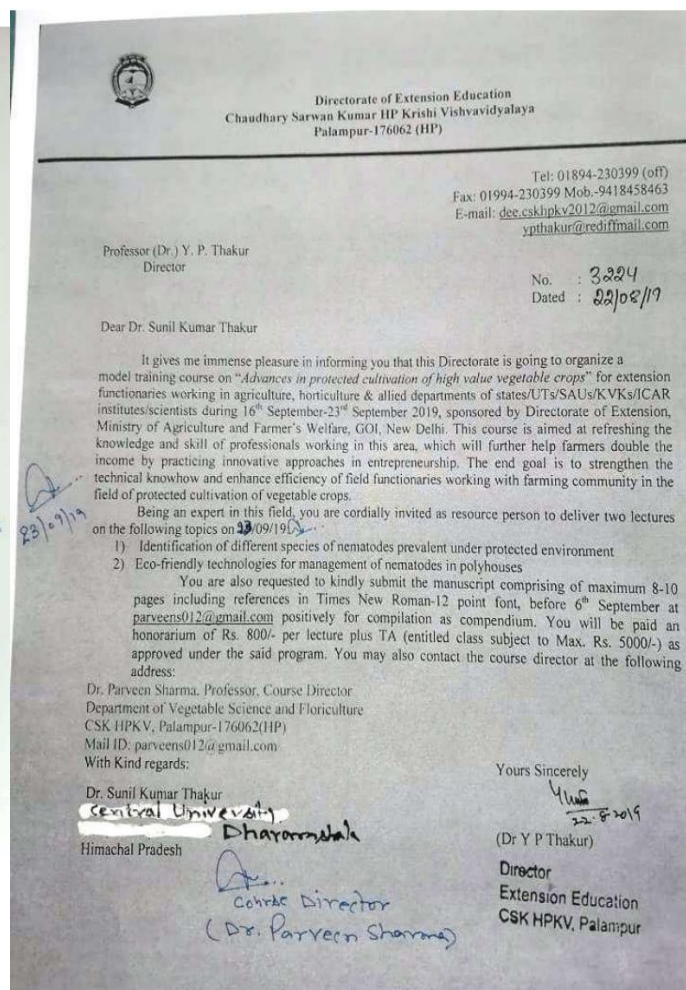 Directorate of Extension Education
Chaudhary Sarwan Kumar HP Krishi Vishvavidyalaya
Palampur-176062 (HP)
Tel: 01894-230399 (off)
Fax: 01994-230399 Mob.-9418458463
E-mail: dee.cskhpkv2012@gmail.com
ypthakur@rediffmail.com
Professor (Dr.) Y. P. Thakur
Director
No. : 3224
Dated : 22/08/19
Dear Dr. Sunil Kumar Thakur
It gives me immense pleasure in informing you that this Directorate is going to organize a
model training course on "Advances in protected cultivation of high value vegetable crops" for extension
functionaries working in agriculture, horticulture & allied departments of states/UTs/SAUs/KVKs/ICAR
institutes/scientists during 16th September-23rd September 2019, sponsored by Directorate of Extension,
Ministry of Agriculture and Farmer's Welfare, GOI, New Delhi. This course is aimed at refreshing the
knowledge and skill of professionals working in this area, which will further help farmers double the
income by practicing innovative approaches in entrepreneurship. The end goal is to strengthen the
technical knowhow and enhance efficiency of field functionaries working with farming community in the
field of protected cultivation of vegetable crops.
23/09/19
Being an expert in this field, you are cordially invited as resource person to deliver two lectures
on the following topics on 23/09/19
1) Identification of different species of nematodes prevalent under protected environment
2) Eco-friendly technologies for management of nematodes in polyhouses
You are also requested to kindly submit the manuscript comprising of maximum 8-10
pages including references in Times New Roman-12 point font, before 6th September at
parveens012@gmail.com positively for compilation as compendium. You will be paid an
honorarium of Rs. 800/- per lecture plus TA (entitled class subject to Max. Rs. 5000/-) as
approved under the said program. You may also contact the course director at the following
address:
Dr. Parveen Sharma, Professor, Course Director
Department of Vegetable Science and Floriculture
CSK HPKV, Palampur-176062(HP)
Mail ID: parveens012@gmail.com
With Kind regards:
Yours Sincerely
Dr. Sunil Kumar Thakur
22-8-2019
Central University
Dharamshala
(Dr Y P Thakur)
Himachal Pradesh
Director
Extension Education
CSK HPKV, Palampur
Course Director
(Dr. Parveen Sharma)